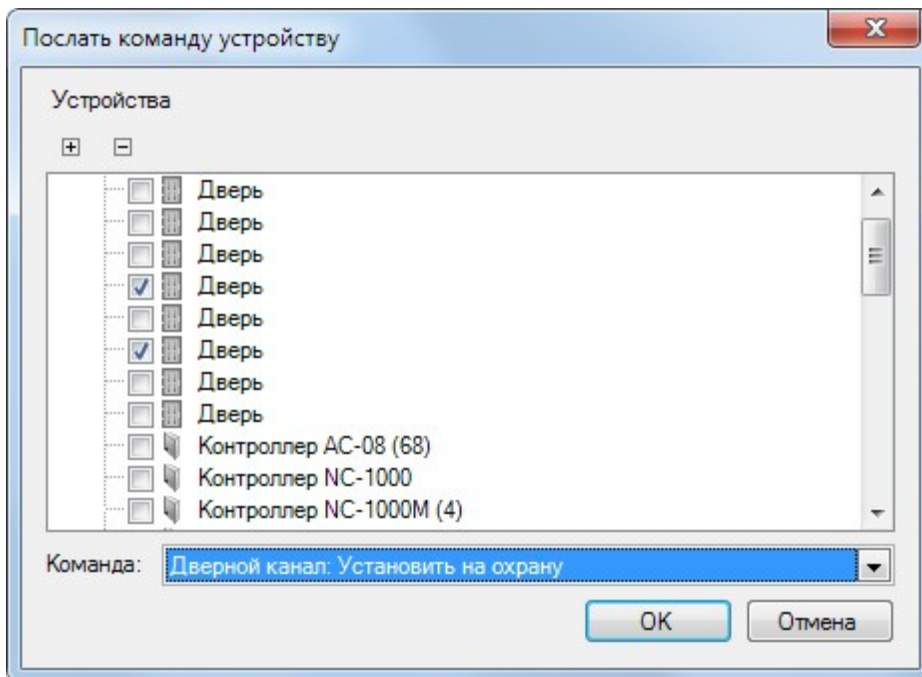 Послать команду устройству
Устройства
Дверь
Дверь
Дверь
Дверь
Дверь
Дверь
Дверь
Дверь
Контроллер AC-08 (68)
Контроллер NC-1000
Контроллер NC-1000M (4)
Команда: Дверной канал: Установить на охрану
OK Отмена